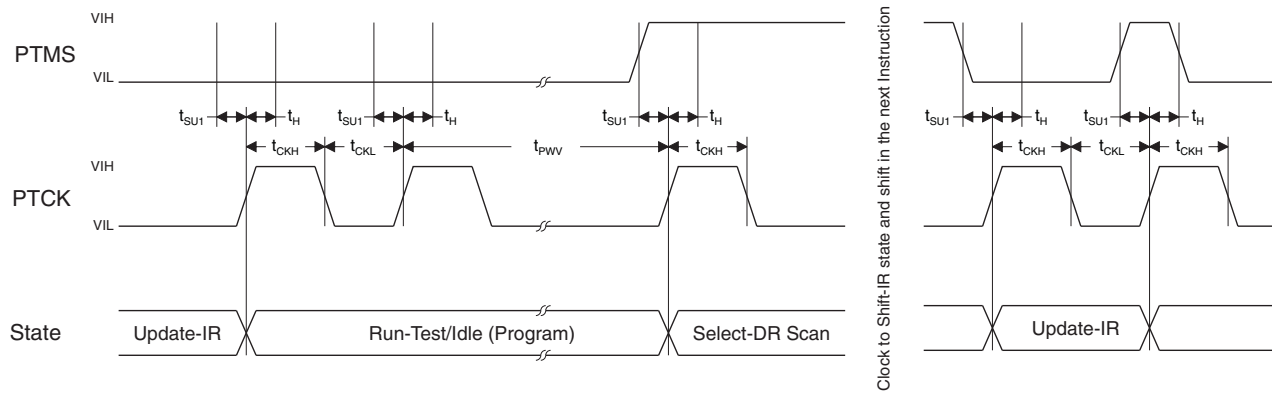 VIH
PTMS
VIL
tSU1 tH tSU1 tH tSU1 tH tSU1 tH tSU1 tH
tCKH tCKL tPWV tCKH tCKH tCKL tCKH
VIH
PTCK
VIL
State
Update-IR Run-Test/Idle (Program) Select-DR Scan
Clock to Shift-IR state and shift in the next Instruction
Update-IR